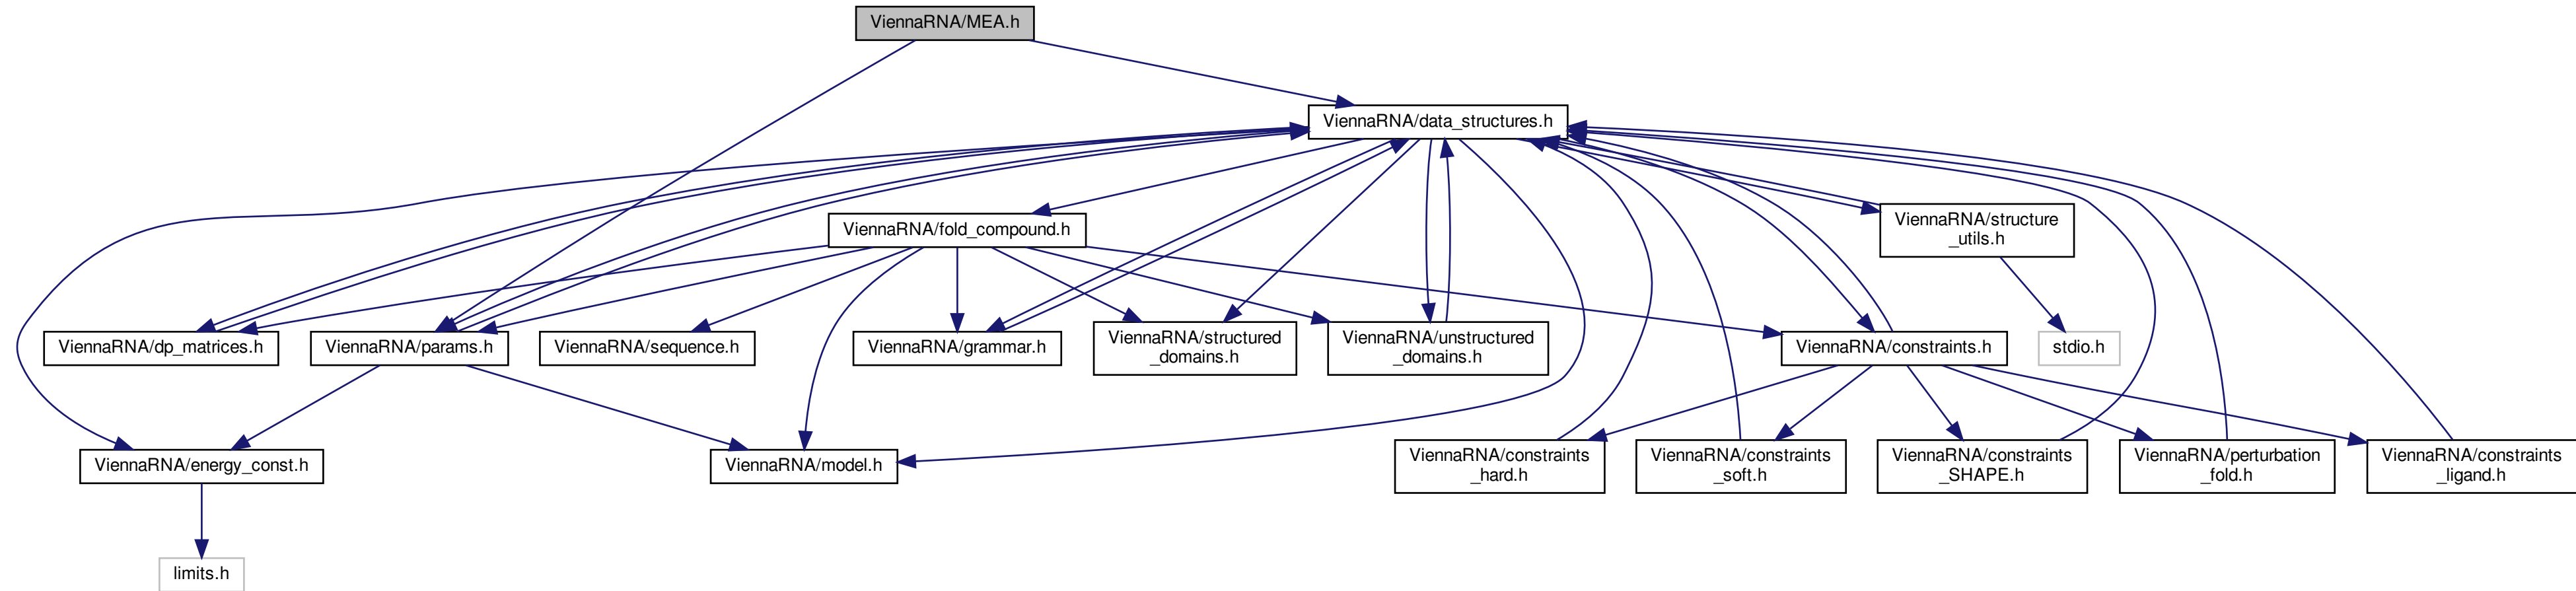 ViennaRNA/MEA.h
ViennaRNA/data_structures.h
ViennaRNA/fold_compound.h
ViennaRNA/structure
_utils.h
ViennaRNA/dp_matrices.h
ViennaRNA/params.h
ViennaRNA/sequence.h
ViennaRNA/grammar.h
ViennaRNA/structured
_domains.h
ViennaRNA/unstructured
_domains.h
ViennaRNA/constraints.h
stdio.h
ViennaRNA/energy_const.h
ViennaRNA/model.h
ViennaRNA/constraints
_hard.h
ViennaRNA/constraints
_soft.h
ViennaRNA/constraints
_SHAPE.h
ViennaRNA/perturbation
_fold.h
ViennaRNA/constraints
_ligand.h
limits.h